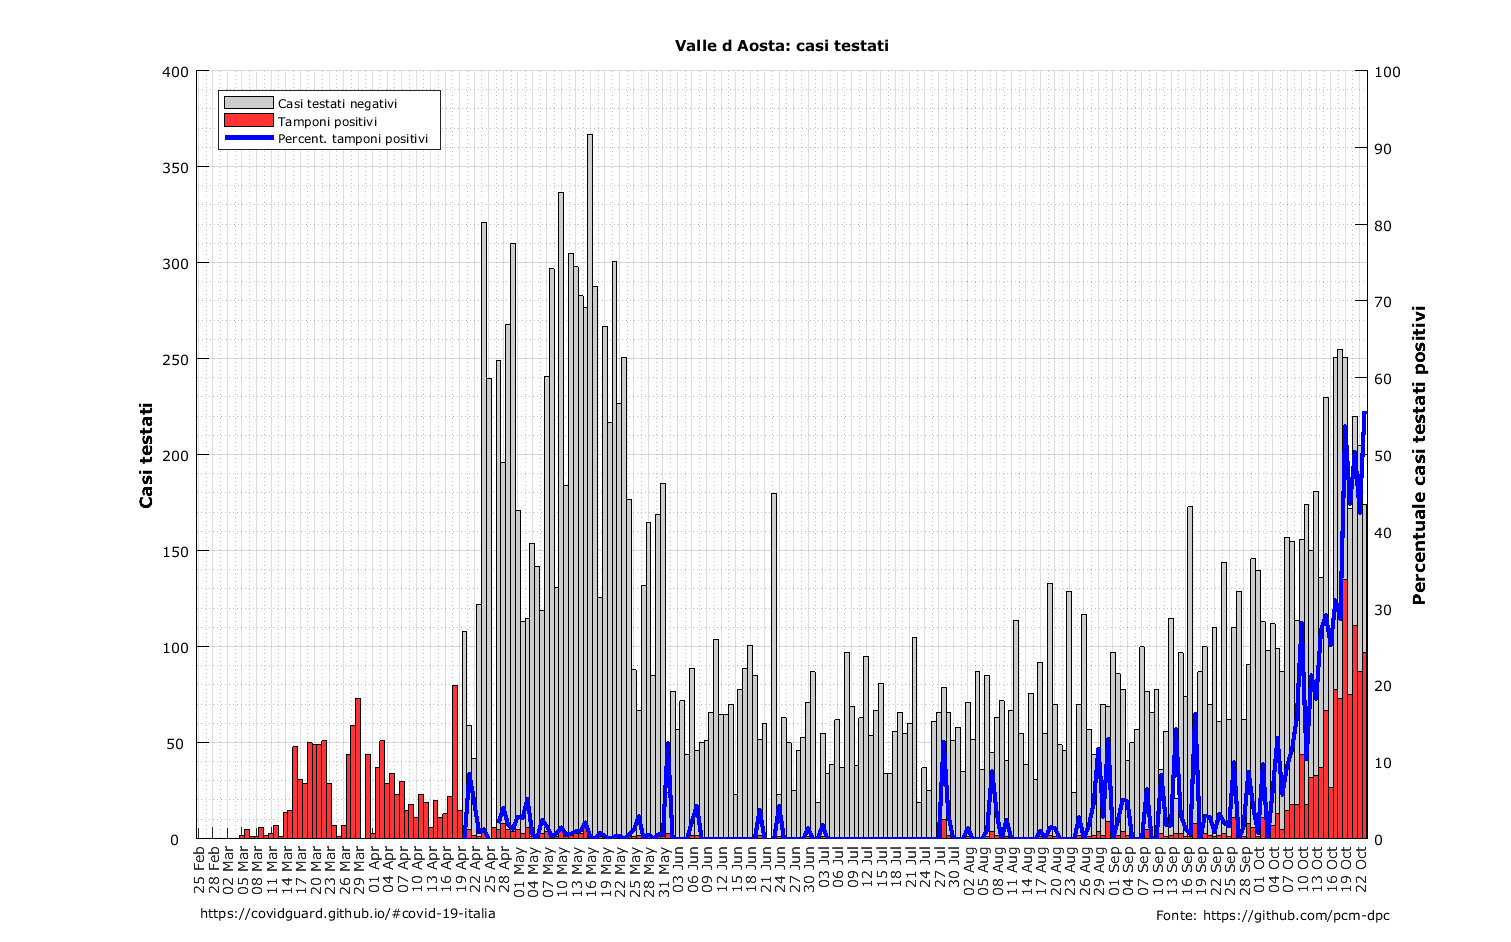 Valle d Aosta: casi testati
Casi testati negativi
Tamponi positivi
Percent. tamponi positivi
Casi testati
400
350
300
250
200
150
100
50
0
100
90
80
70
60
50
40
30
20
10
0
Percentuale casi testati positivi
25 Feb
28 Feb
02 Mar
05 Mar
08 Mar
11 Mar
14 Mar
17 Mar
20 Mar
23 Mar
26 Mar
29 Mar
01 Apr
04 Apr
07 Apr
10 Apr
13 Apr
16 Apr
19 Apr
22 Apr
25 Apr
28 Apr
01 May
04 May
07 May
10 May
13 May
16 May
19 May
22 May
25 May
28 May
31 May
03 Jun
06 Jun
09 Jun
12 Jun
15 Jun
18 Jun
21 Jun
24 Jun
27 Jun
30 Jun
03 Jul
06 Jul
09 Jul
12 Jul
15 Jul
18 Jul
21 Jul
24 Jul
27 Jul
30 Jul
02 Aug
05 Aug
08 Aug
11 Aug
14 Aug
17 Aug
20 Aug
23 Aug
26 Aug
29 Aug
01 Sep
04 Sep
07 Sep
10 Sep
13 Sep
16 Sep
19 Sep
22 Sep
25 Sep
28 Sep
01 Oct
04 Oct
07 Oct
10 Oct
13 Oct
16 Oct
19 Oct
22 Oct
https://covidguard.github.io/#covid-19-italia
Fonte: https://github.com/pcm-dpc